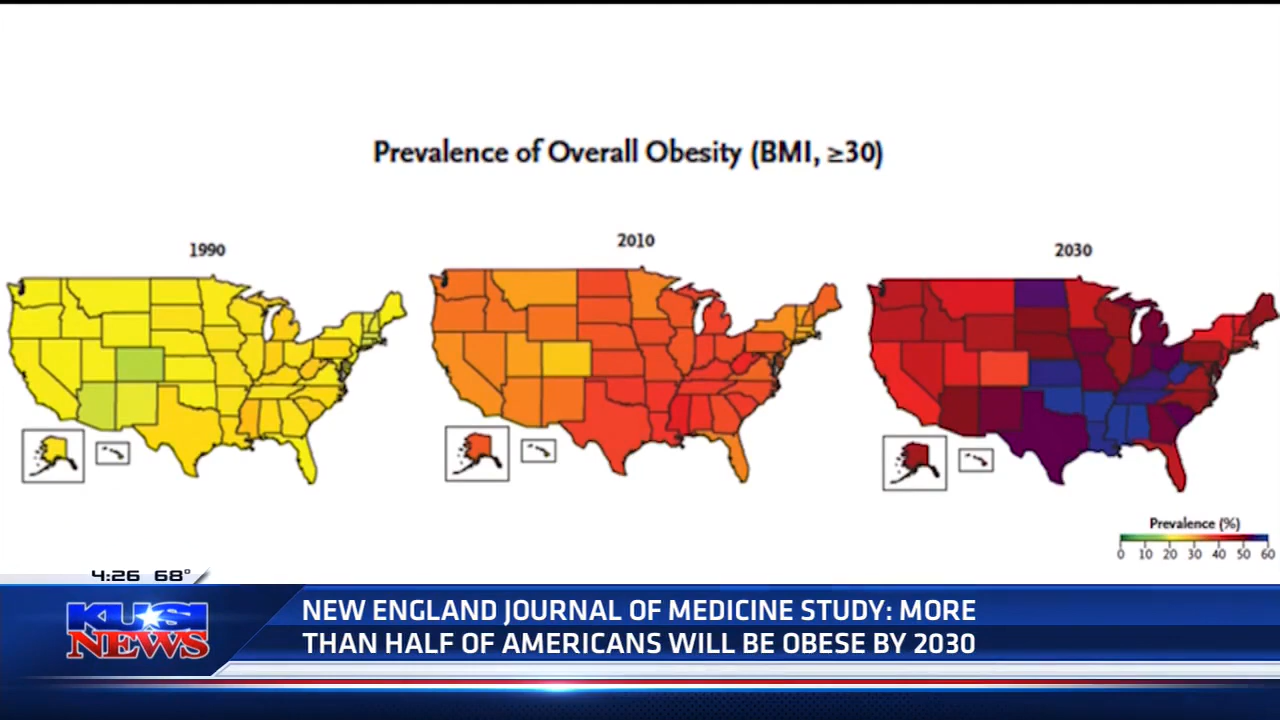 Prevalence of Overall Obesity (BMI, ≥30)
1990
2010
2030
Prevalence (%)
0 10 20 30 40 50 60
4:26 68°
KUSI
NEWS
NEW ENGLAND JOURNAL OF MEDICINE STUDY: MORE
THAN HALF OF AMERICANS WILL BE OBESE BY 2030